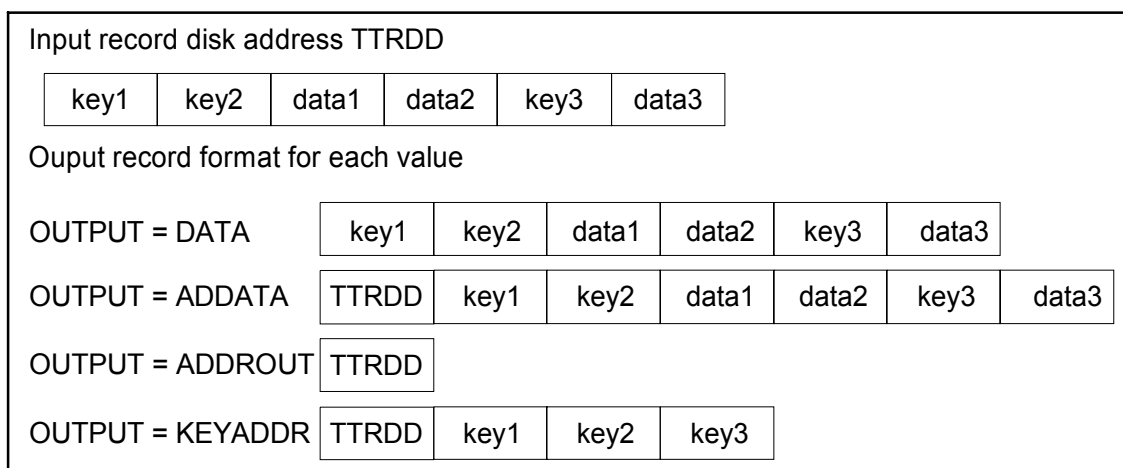 Input record disk address TTRDD
key1 key2 data1 data2 key3 data3
Ouput record format for each value
OUTPUT = DATA key1 key2 data1 data2 key3 data3
OUTPUT = ADDATA TTRDD key1 key2 data1 data2 key3 data3
OUTPUT = ADDROUT TTRDD
OUTPUT = KEYADDR TTRDD key1 key2 key3